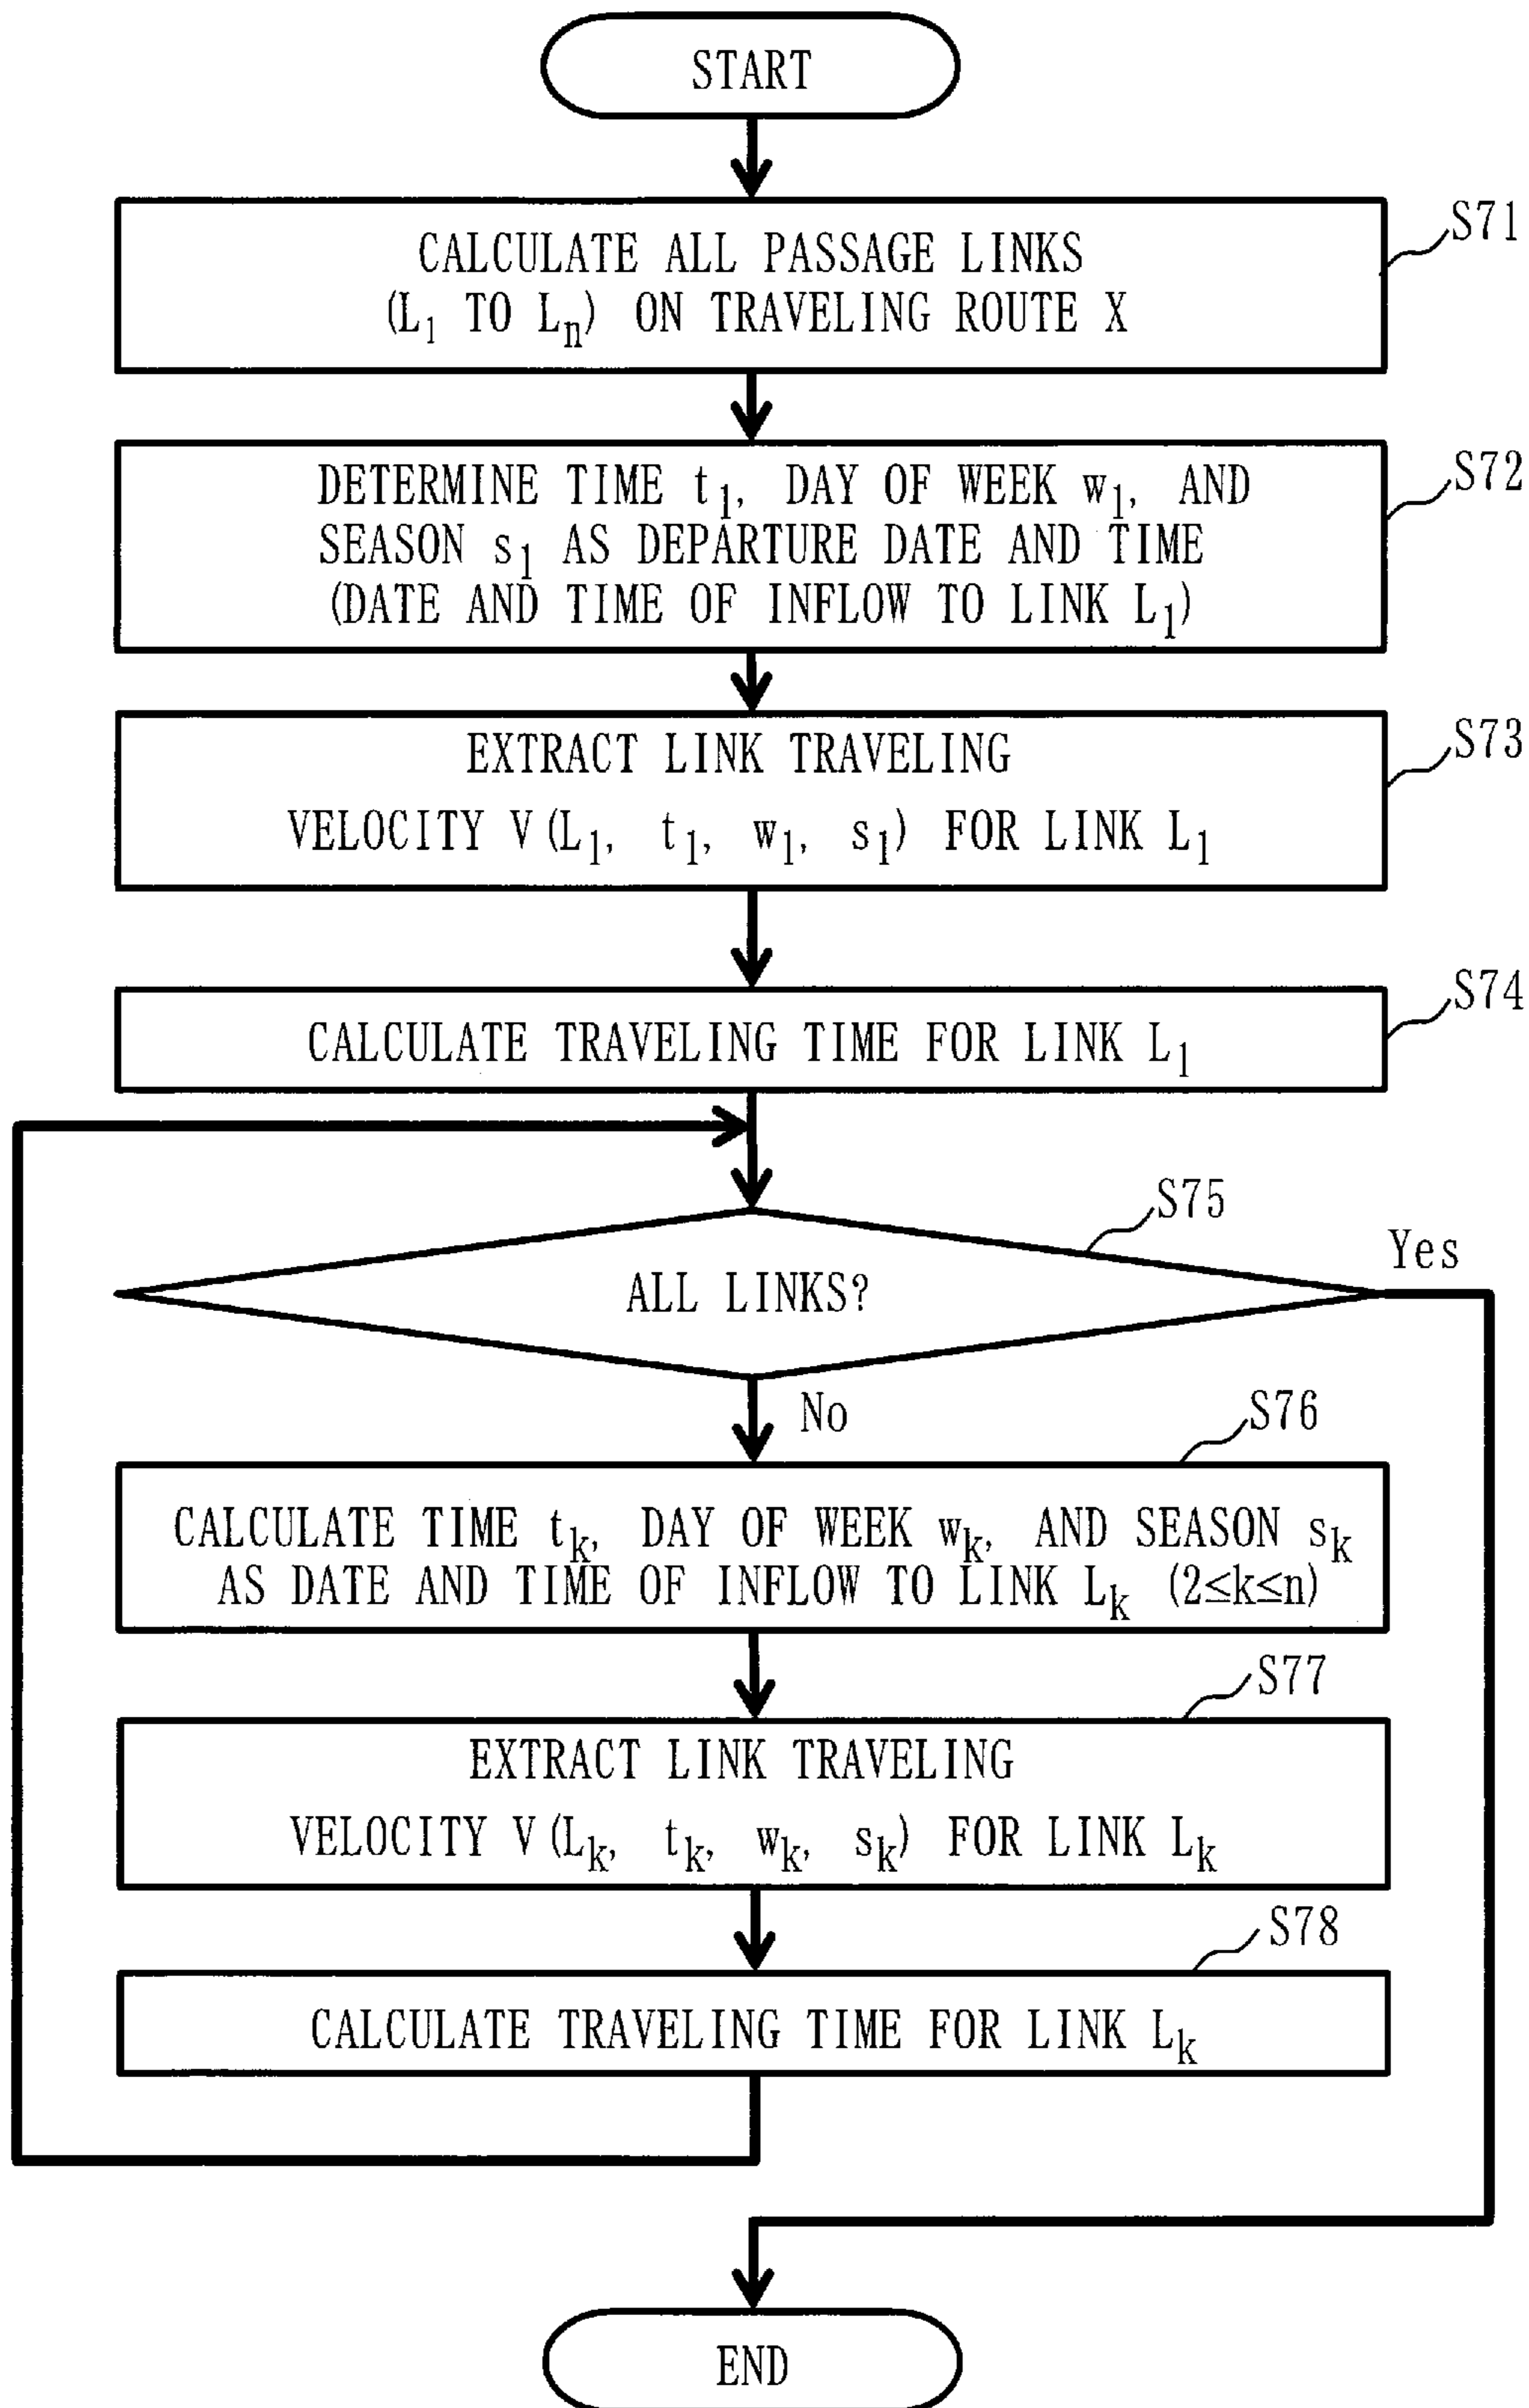 START
S71
CALCULATE ALL PASSAGE LINKS
(L₁ TO Lₙ) ON TRAVELING ROUTE X
S72
DETERMINE TIME t₁, DAY OF WEEK w₁, AND
SEASON s₁ AS DEPARTURE DATE AND TIME
(DATE AND TIME OF INFLOW TO LINK L₁)
S73
EXTRACT LINK TRAVELING
VELOCITY V(L₁, t₁, w₁, s₁) FOR LINK L₁
S74
CALCULATE TRAVELING TIME FOR LINK L₁
S75
Yes
ALL LINKS?
No
S76
CALCULATE TIME tₖ, DAY OF WEEK wₖ, AND SEASON sₖ
AS DATE AND TIME OF INFLOW TO LINK Lₖ (2≤k≤n)
S77
EXTRACT LINK TRAVELING
VELOCITY V(Lₖ, tₖ, wₖ, sₖ) FOR LINK Lₖ
S78
CALCULATE TRAVELING TIME FOR LINK Lₖ
END